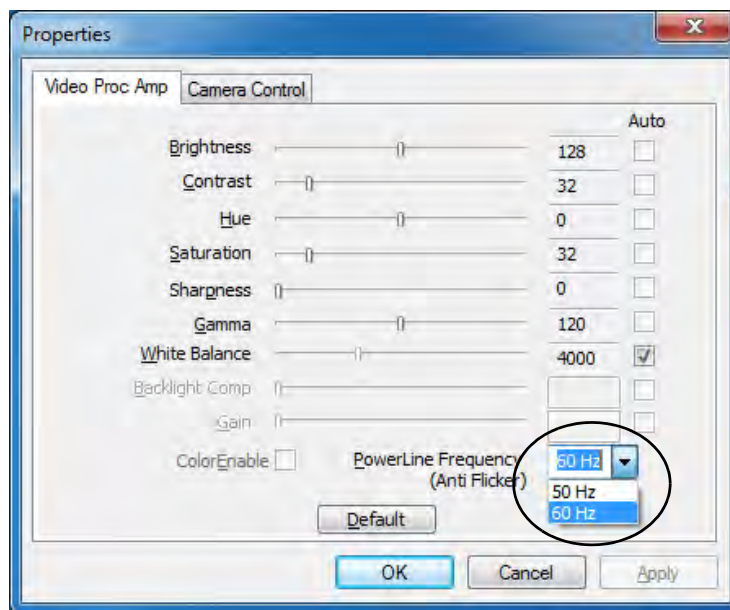 Properties
Video Proc Amp Camera Control
Auto
Brightness 128
Contrast 32
Hue 0
Saturation 32
Sharpness 0
Gamma 120
White Balance 4000
Backlight Comp
Gain
ColorEnable PowerLine Frequency 60 Hz
(Anti Flicker)
50 Hz
60 Hz
Default
OK Cancel Apply